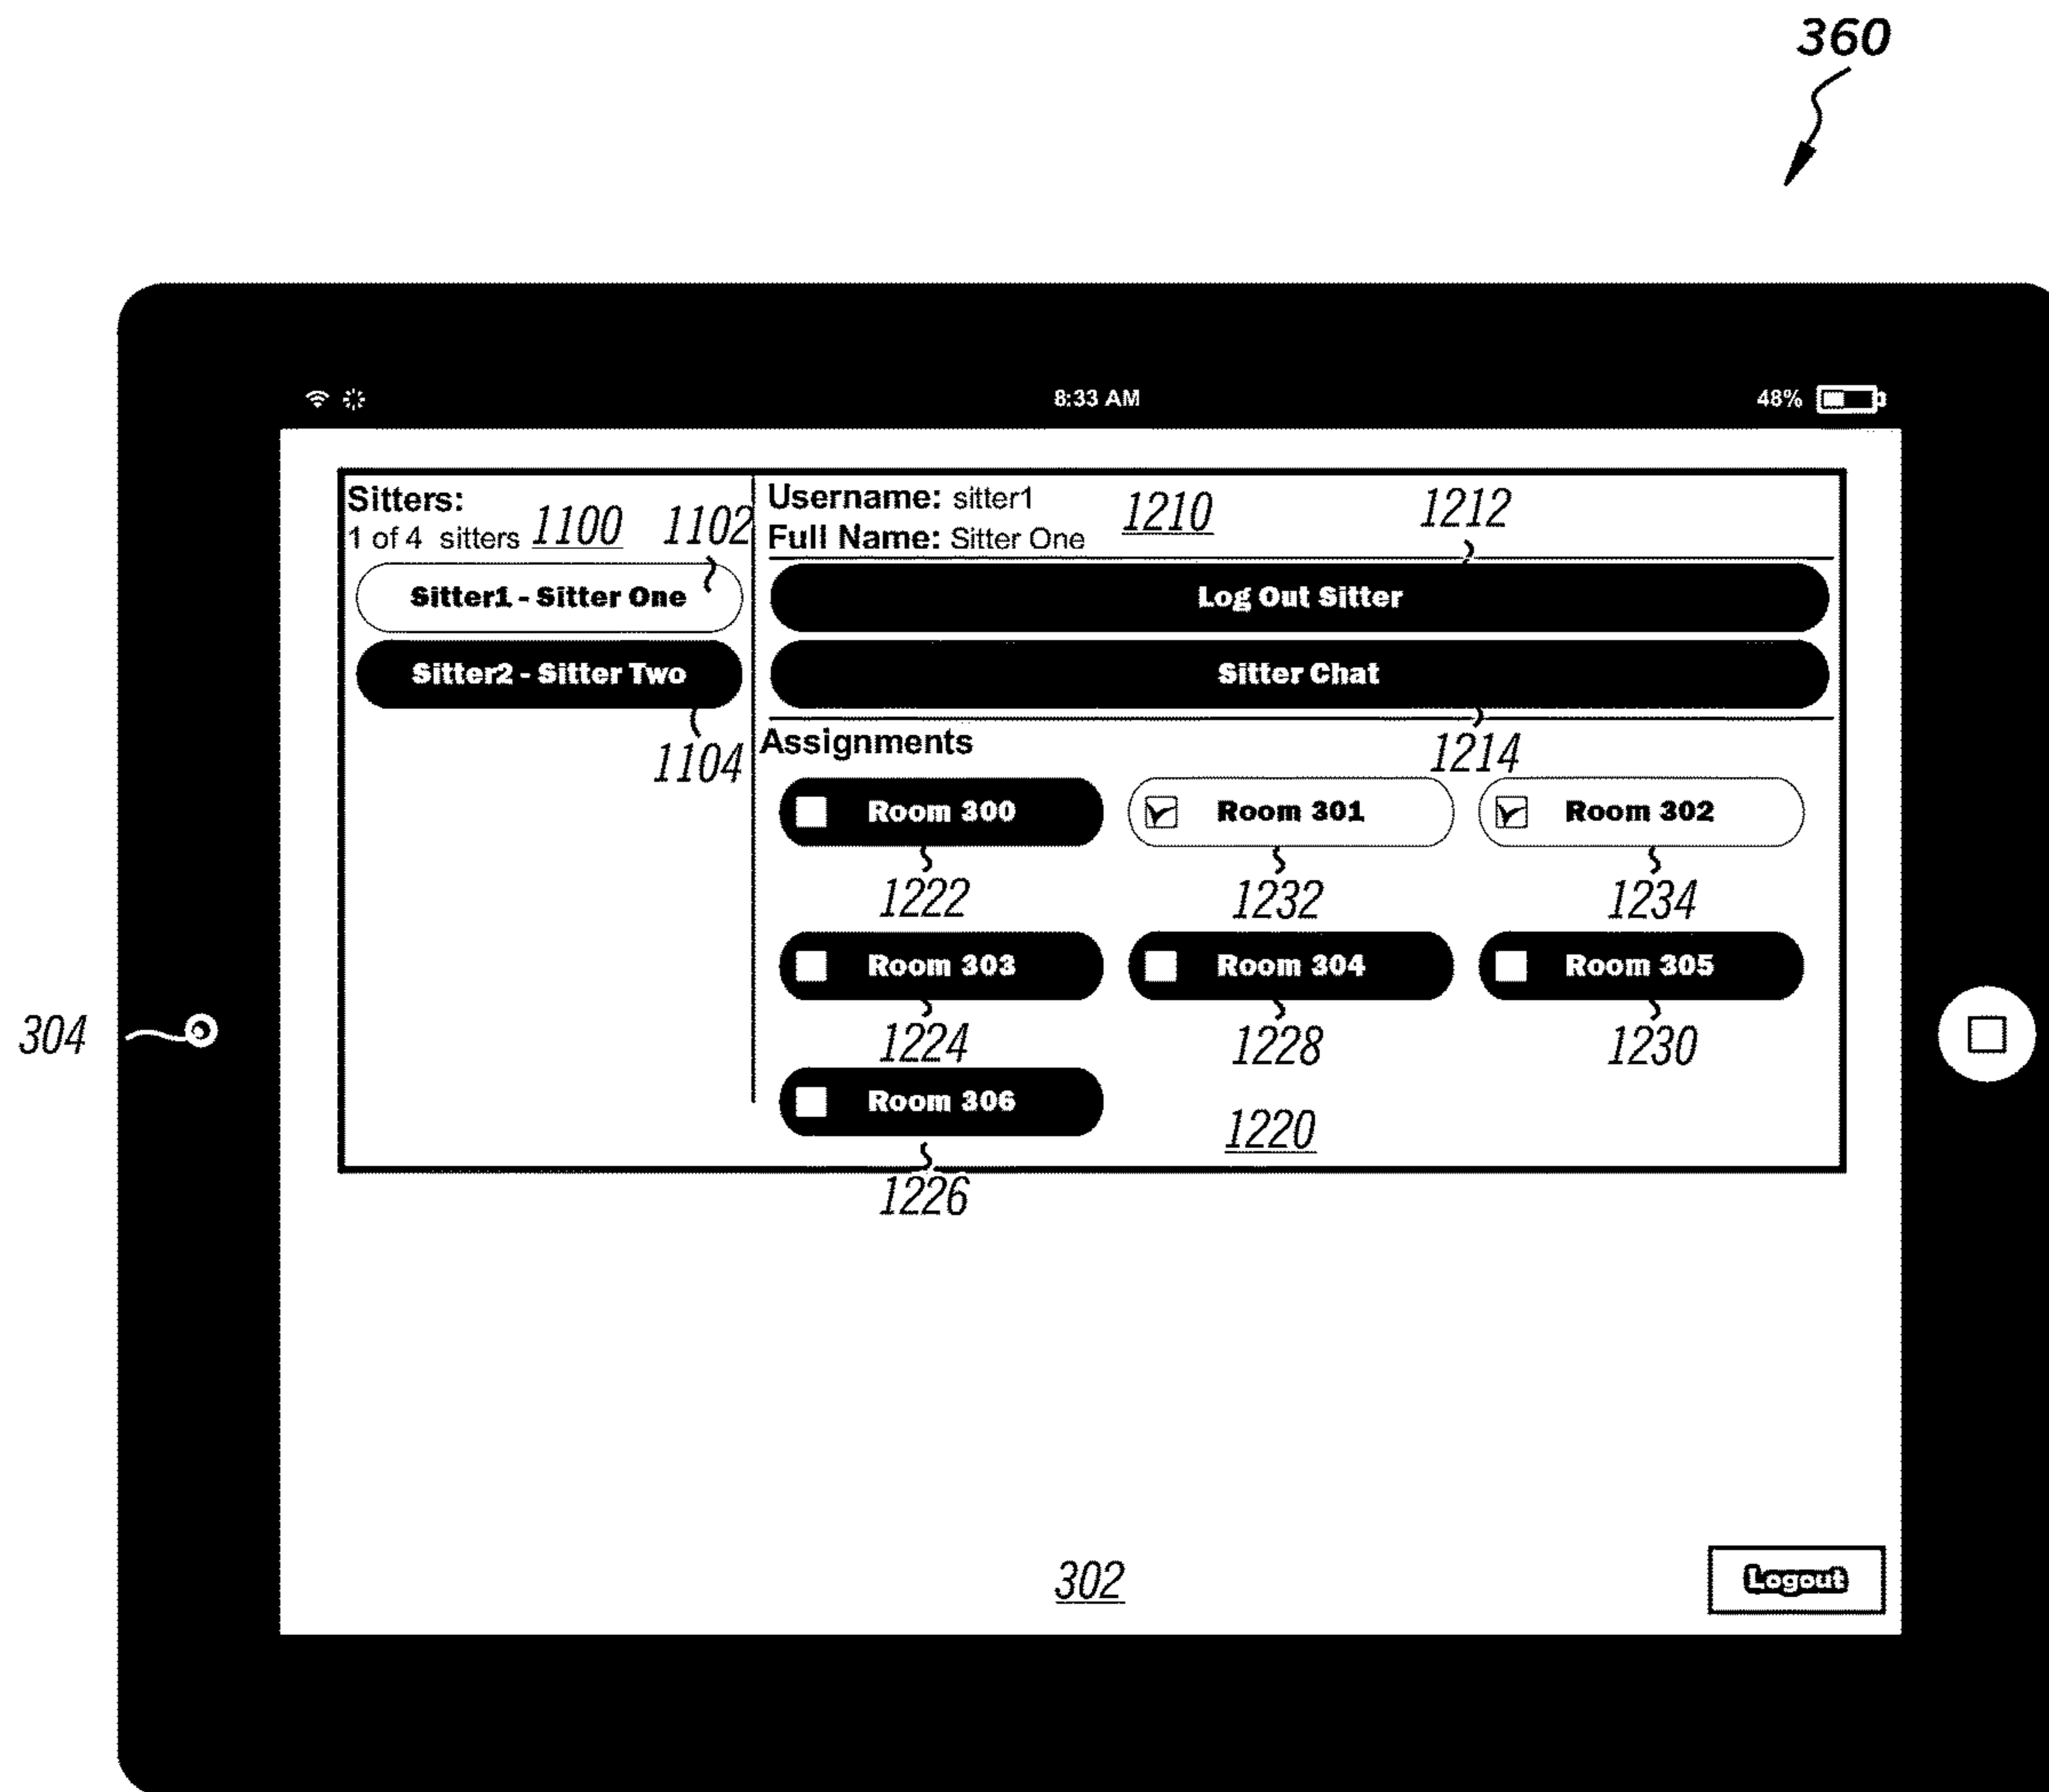 360
8:33 AM 48%
Sitters:
1 of 4 sitters 1100 1102
Sitter1 - Sitter One
Sitter2 - Sitter Two
1104
Username: sitter1
Full Name: Sitter One
1210 1212
Log Out Sitter
Sitter Chat
1214
Assignments
Room 300 Room 301 Room 302
1222 1232 1234
Room 303 Room 304 Room 305
304
1224 1228 1230
Room 306
1220
1226
302
Logout